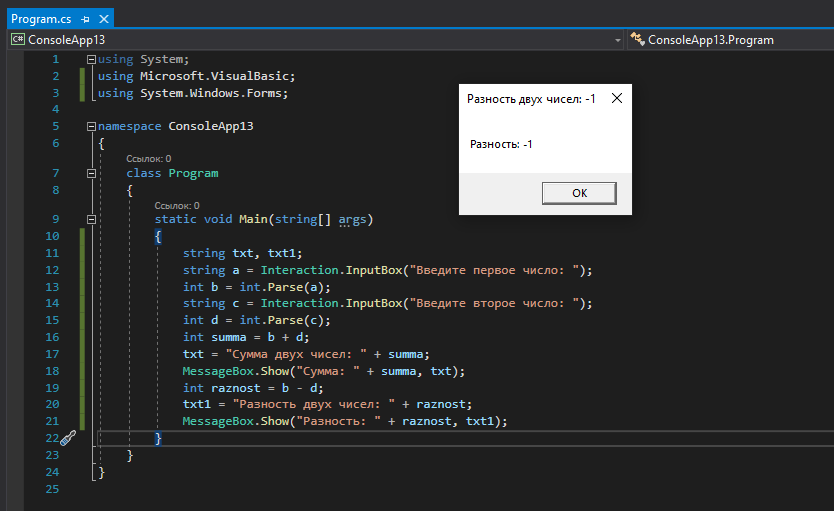 Program.cs
C# ConsoleApp13
ConsoleApp13.Program
1 using System;
2 using Microsoft.VisualBasic;
3 using System.Windows.Forms;
4
5 namespace ConsoleApp13
6 {
Ссылок: 0
7 class Program
8 {
Ссылок: 0
9 static void Main(string[] args)
10 {
11 string txt, txt1;
12 string a = Interaction.InputBox("Введите первое число: ");
13 int b = int.Parse(a);
14 string c = Interaction.InputBox("Введите второе число: ");
15 int d = int.Parse(c);
16 int summa = b + d;
17 txt = "Сумма двух чисел: " + summa;
18 MessageBox.Show("Сумма: " + summa, txt);
19 int raznost = b - d;
20 txt1 = "Разность двух чисел: " + raznost;
21 MessageBox.Show("Разность: " + raznost, txt1);
22 }
23 }
24 }
25
Разность двух чисел: -1
Разность: -1
OK